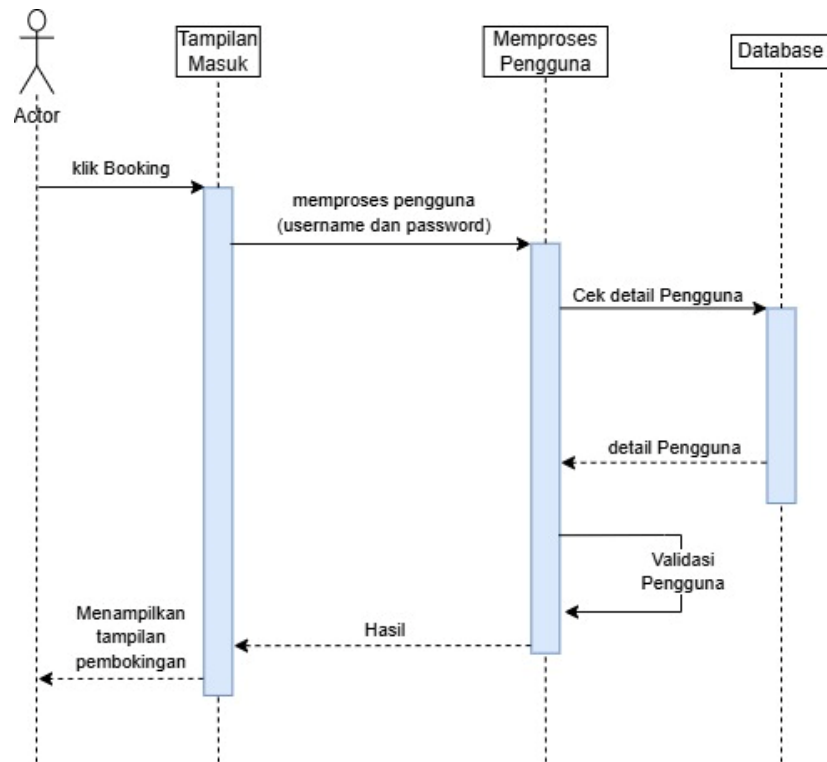 Actor
Tampilan
Masuk
Memproses
Pengguna
Database
klik Booking
memproses pengguna
(username dan password)
Cek detail Pengguna
detail Pengguna
Validasi
Pengguna
Hasil
Menampilkan
tampilan
pembokingan